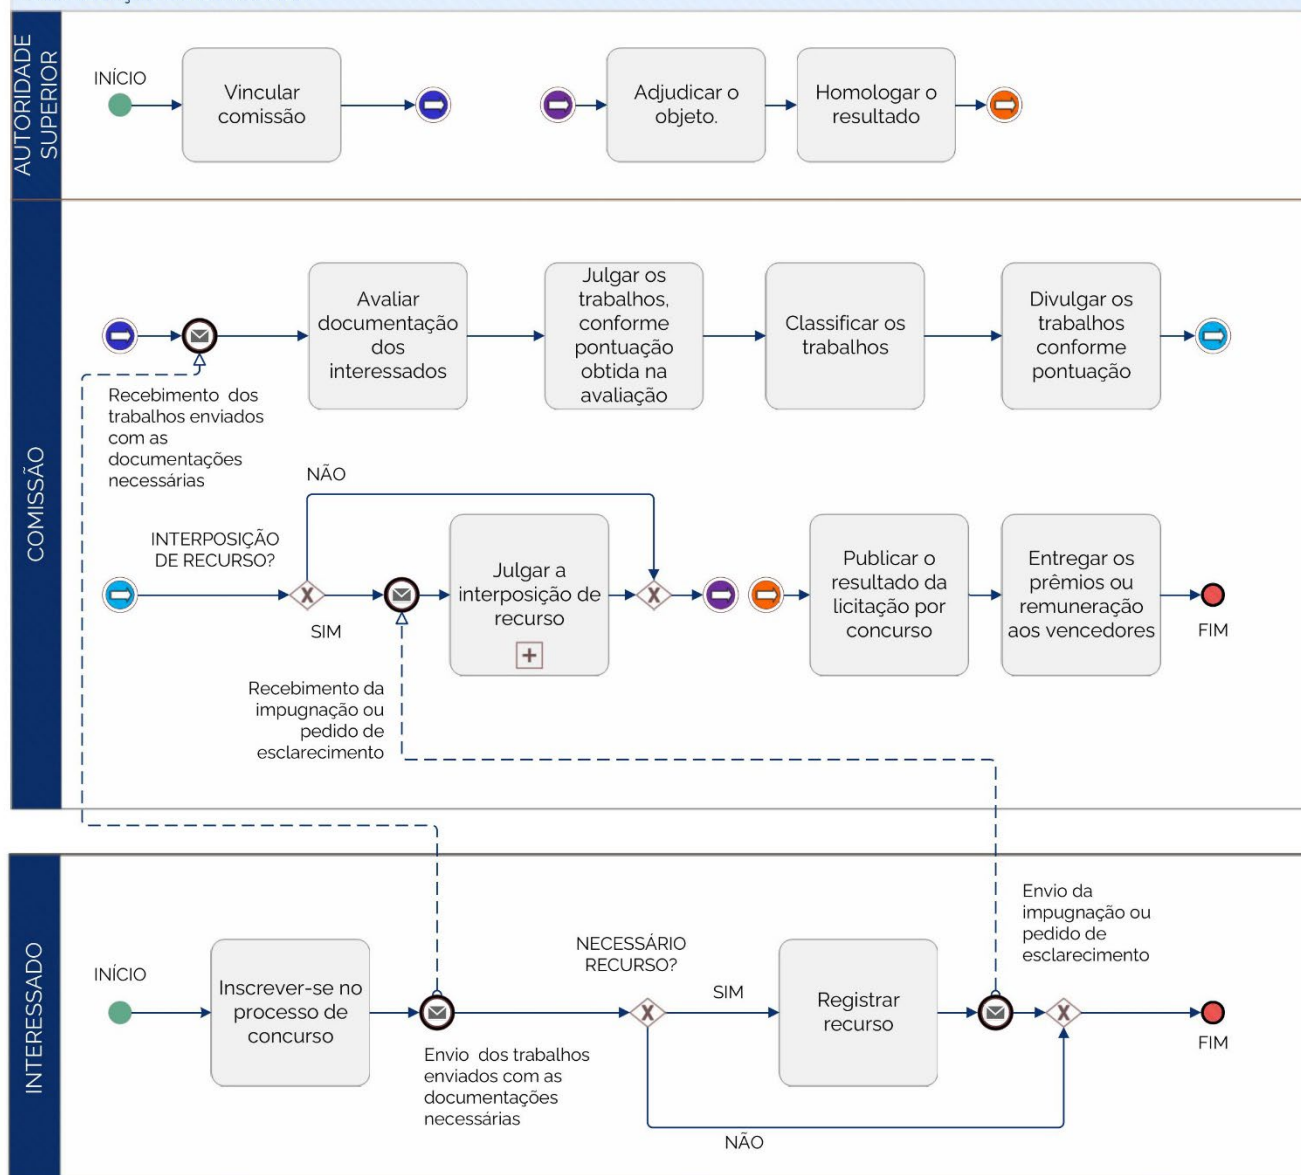 AUTORIDADE
SUPERIOR
INÍCIO
Vincular
comissão
Adjudicar o
objeto.
Homologar o
resultado
COMISSÃO
Avaliar
documentação
dos
interessados
Julgar os
trabalhos,
conforme
pontuação
obtida na
avaliação
Classificar os
trabalhos
Divulgar os
trabalhos
conforme
pontuação
Recebimento dos
trabalhos enviados
com as
documentações
necessárias
NÃO
INTERPOSIÇÃO
DE RECURSO?
X
SIM
Julgar a
interposição de
recurso
+
X
Publicar o
resultado da
licitação por
concurso
Entregar os
prêmios ou
remuneração
aos vencedores
FIM
Recebimento da
impugnação ou
pedido de
esclarecimento
INTERESSADO
INÍCIO
Inscrever-se no
processo de
concurso
Envio dos trabalhos
enviados com as
documentações
necessárias
NECESSÁRIO
RECURSO?
X
SIM
Registrar
recurso
Envio da
impugnação ou
pedido de
esclarecimento
X
FIM
NÃO